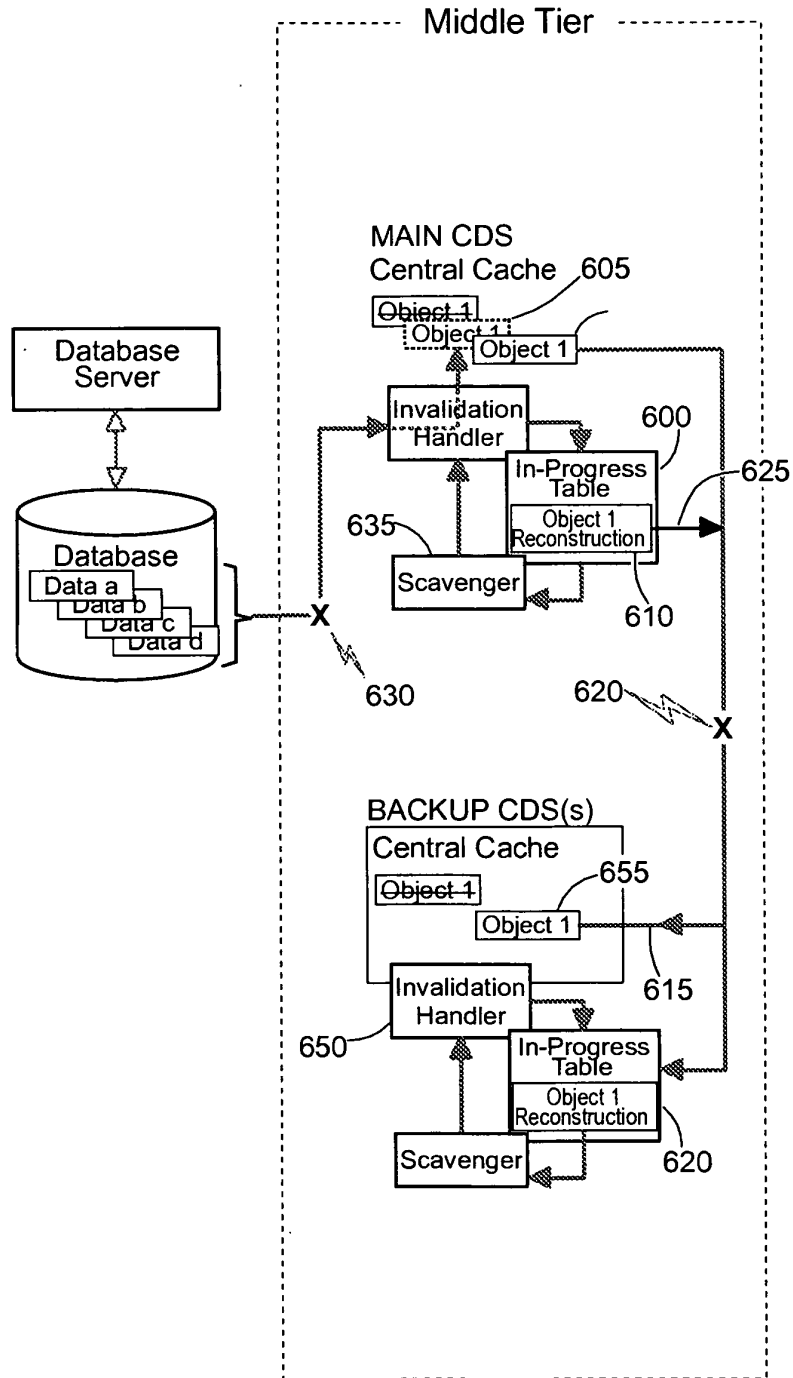 Middle Tier
MAIN CDS
Central Cache
605
Object 1
Object 1
Object 1
Database
Server
Invalidation
Handler
600
In-Progress
Table
625
635
Object 1
Reconstruction
Database
Data a
Data b
Data c
Data d
Scavenger
610
X
630
620
X
BACKUP CDS(s)
Central Cache
655
Object 1
Object 1
615
Invalidation
Handler
650
In-Progress
Table
Object 1
Reconstruction
Scavenger
620